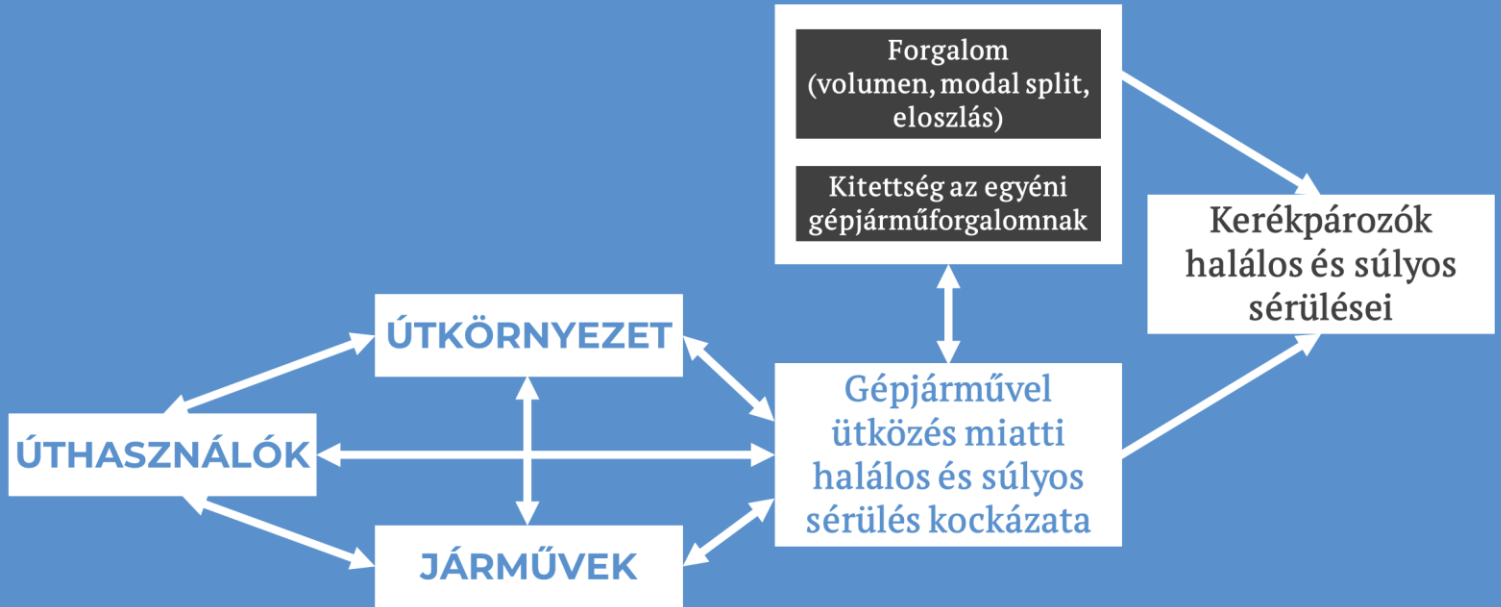 Forgalom
(volumen, modal split,
eloszlás)
Kitettség az egyéni
gépjárműforgalomnak
Kerékpározók
halálos és súlyos
sérülései
ÚTKÖRNYEZET
Gépjárművel
ütközés miatti
halálos és súlyos
sérülés kockázata
ÚTHASZNÁLÓK
JÁRMŰVEK